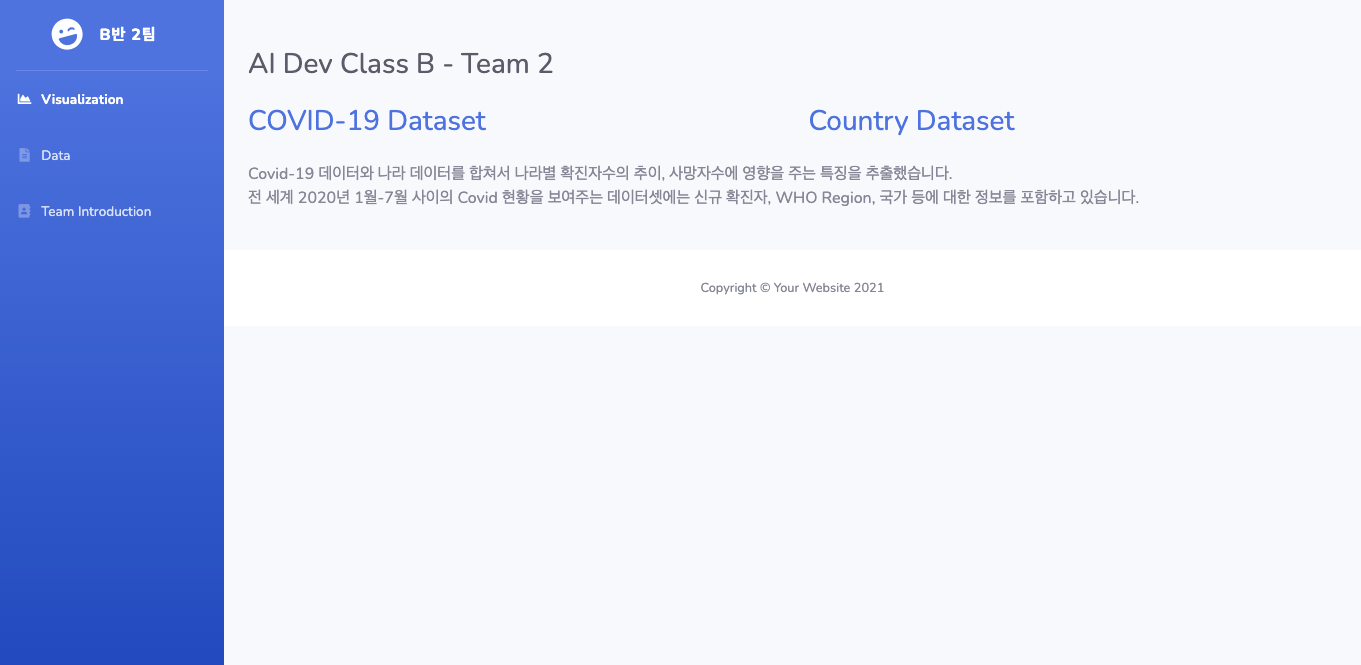 B반 2팀
Visualization
Data
Team Introduction
AI Dev Class B - Team 2
COVID-19 Dataset
Country Dataset
Covid-19 데이터와 나라 데이터를 합쳐서 나라별 확진자수의 추이, 사망자수에 영향을 주는 특징을 추출했습니다.
전 세계 2020년 1월-7월 사이의 Covid 현황을 보여주는 데이터셋에는 신규 확진자, WHO Region, 국가 등에 대한 정보를 포함하고 있습니다.
Copyright © Your Website 2021